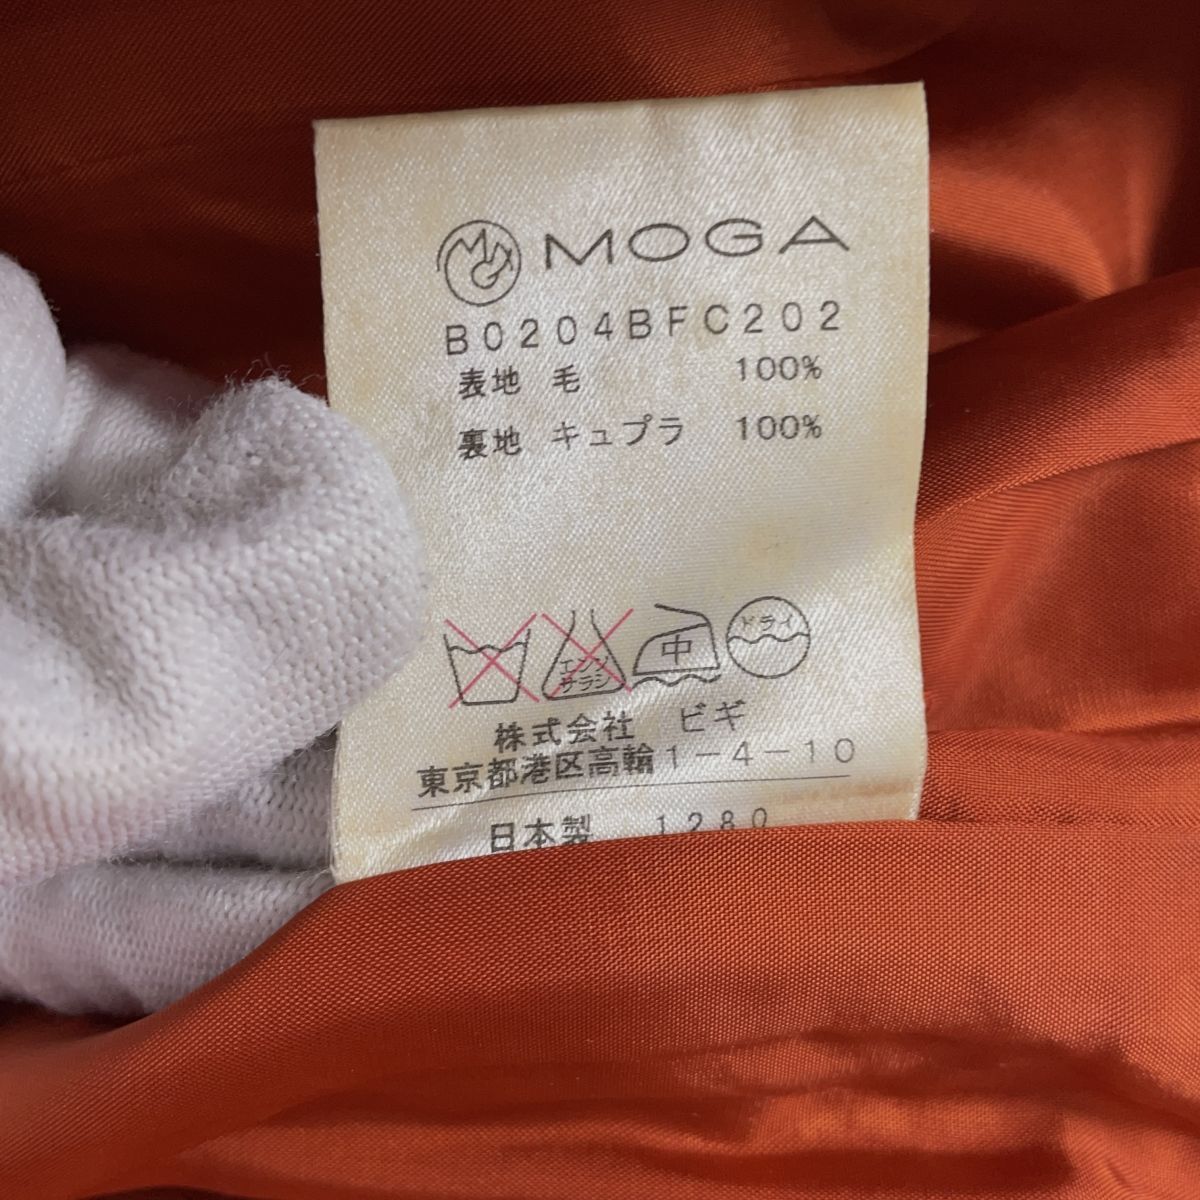 MOGA
B0204BFC202
表地 毛 100%
裏地 キュプラ 100%
エンソ サラシ
中
ドライ
株式会社 ビギ
東京都港区高輪1-4-10
日本製 1280